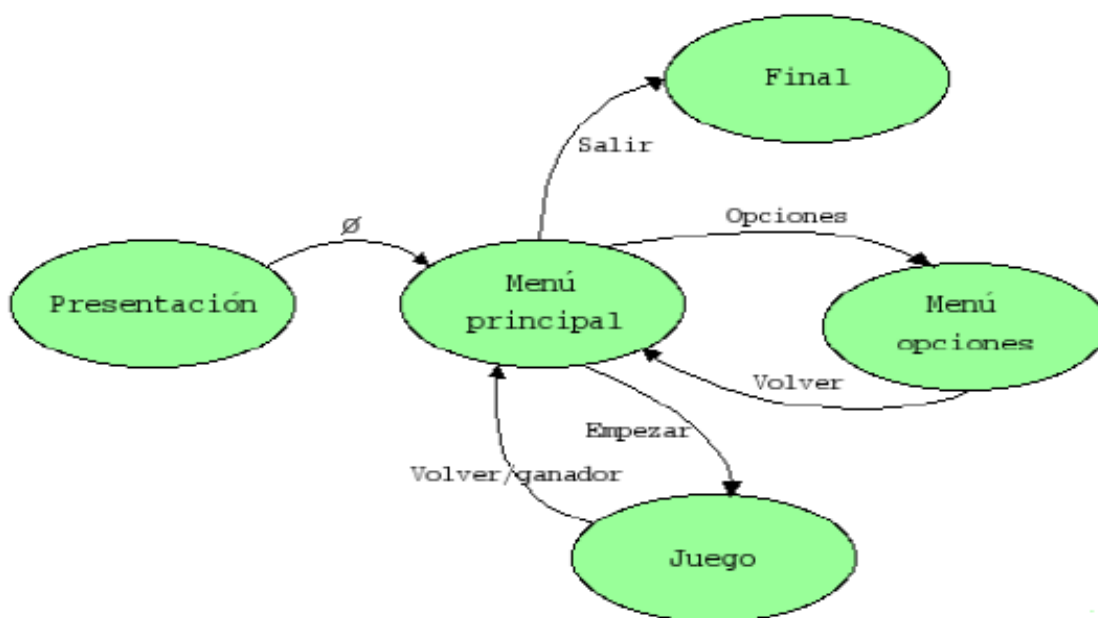 Final
Salir
Ø
Opciones
Presentación
Menú
principal
Menú
opciones
Volver
Empezar
Volver/ganador
Juego